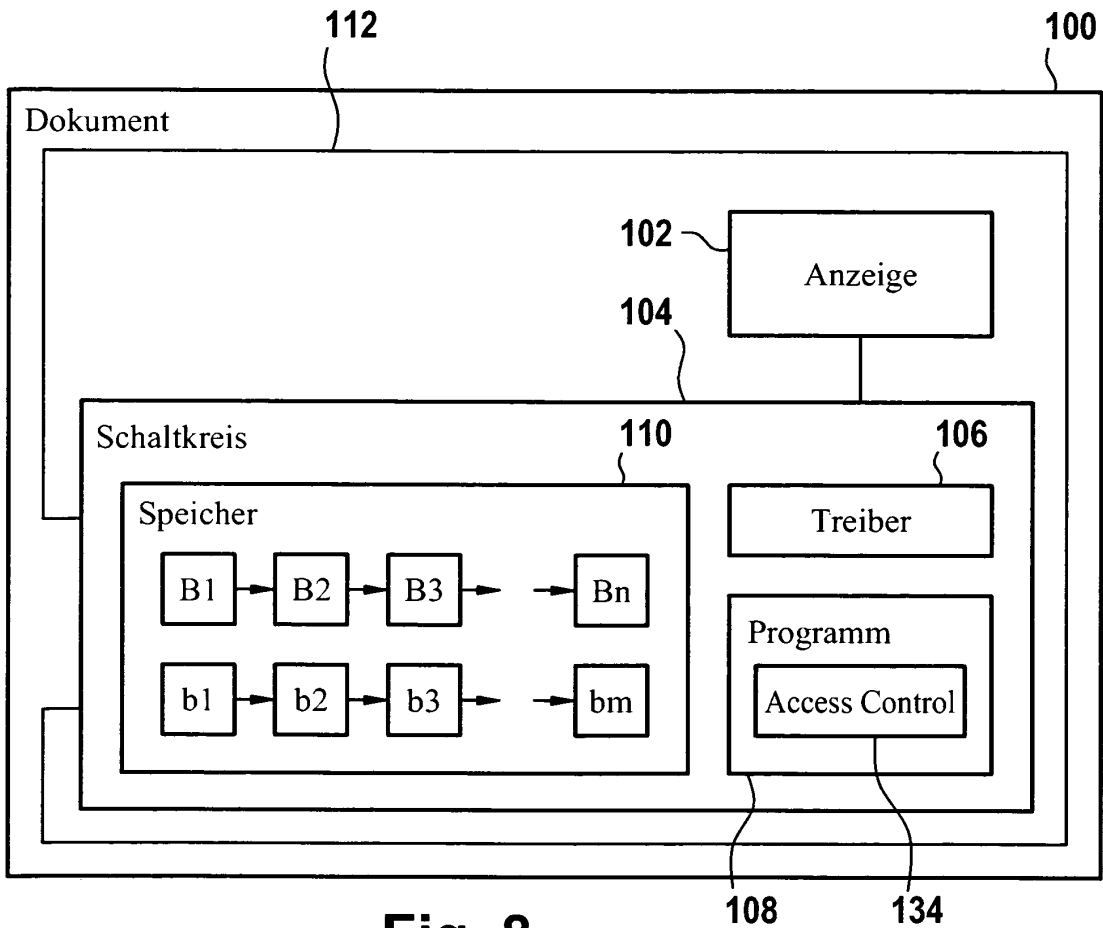 112
100
Dokument
102
Anzeige
104
Schaltkreis
110
106
Speicher
Treiber
B1 B2 B3 Bn
Programm
b1 b2 b3 bm
Access Control
108
134
Fig. 8